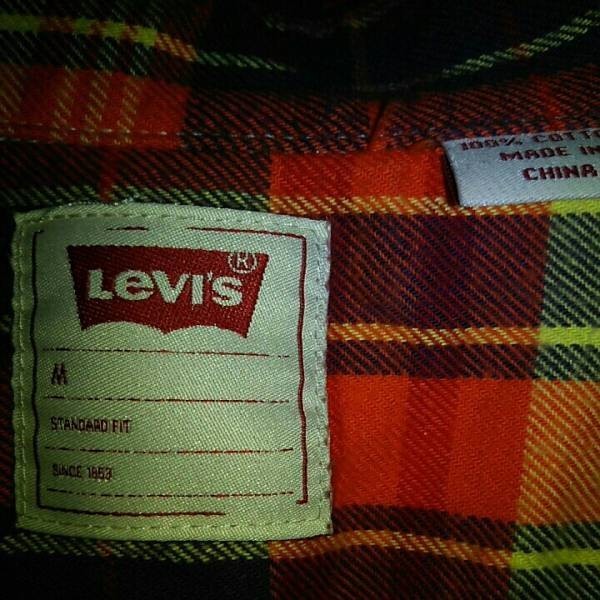 100% COTTO
MADE IN
CHINA
LEVI'S®
M
STANDARD FIT
SINCE 1853